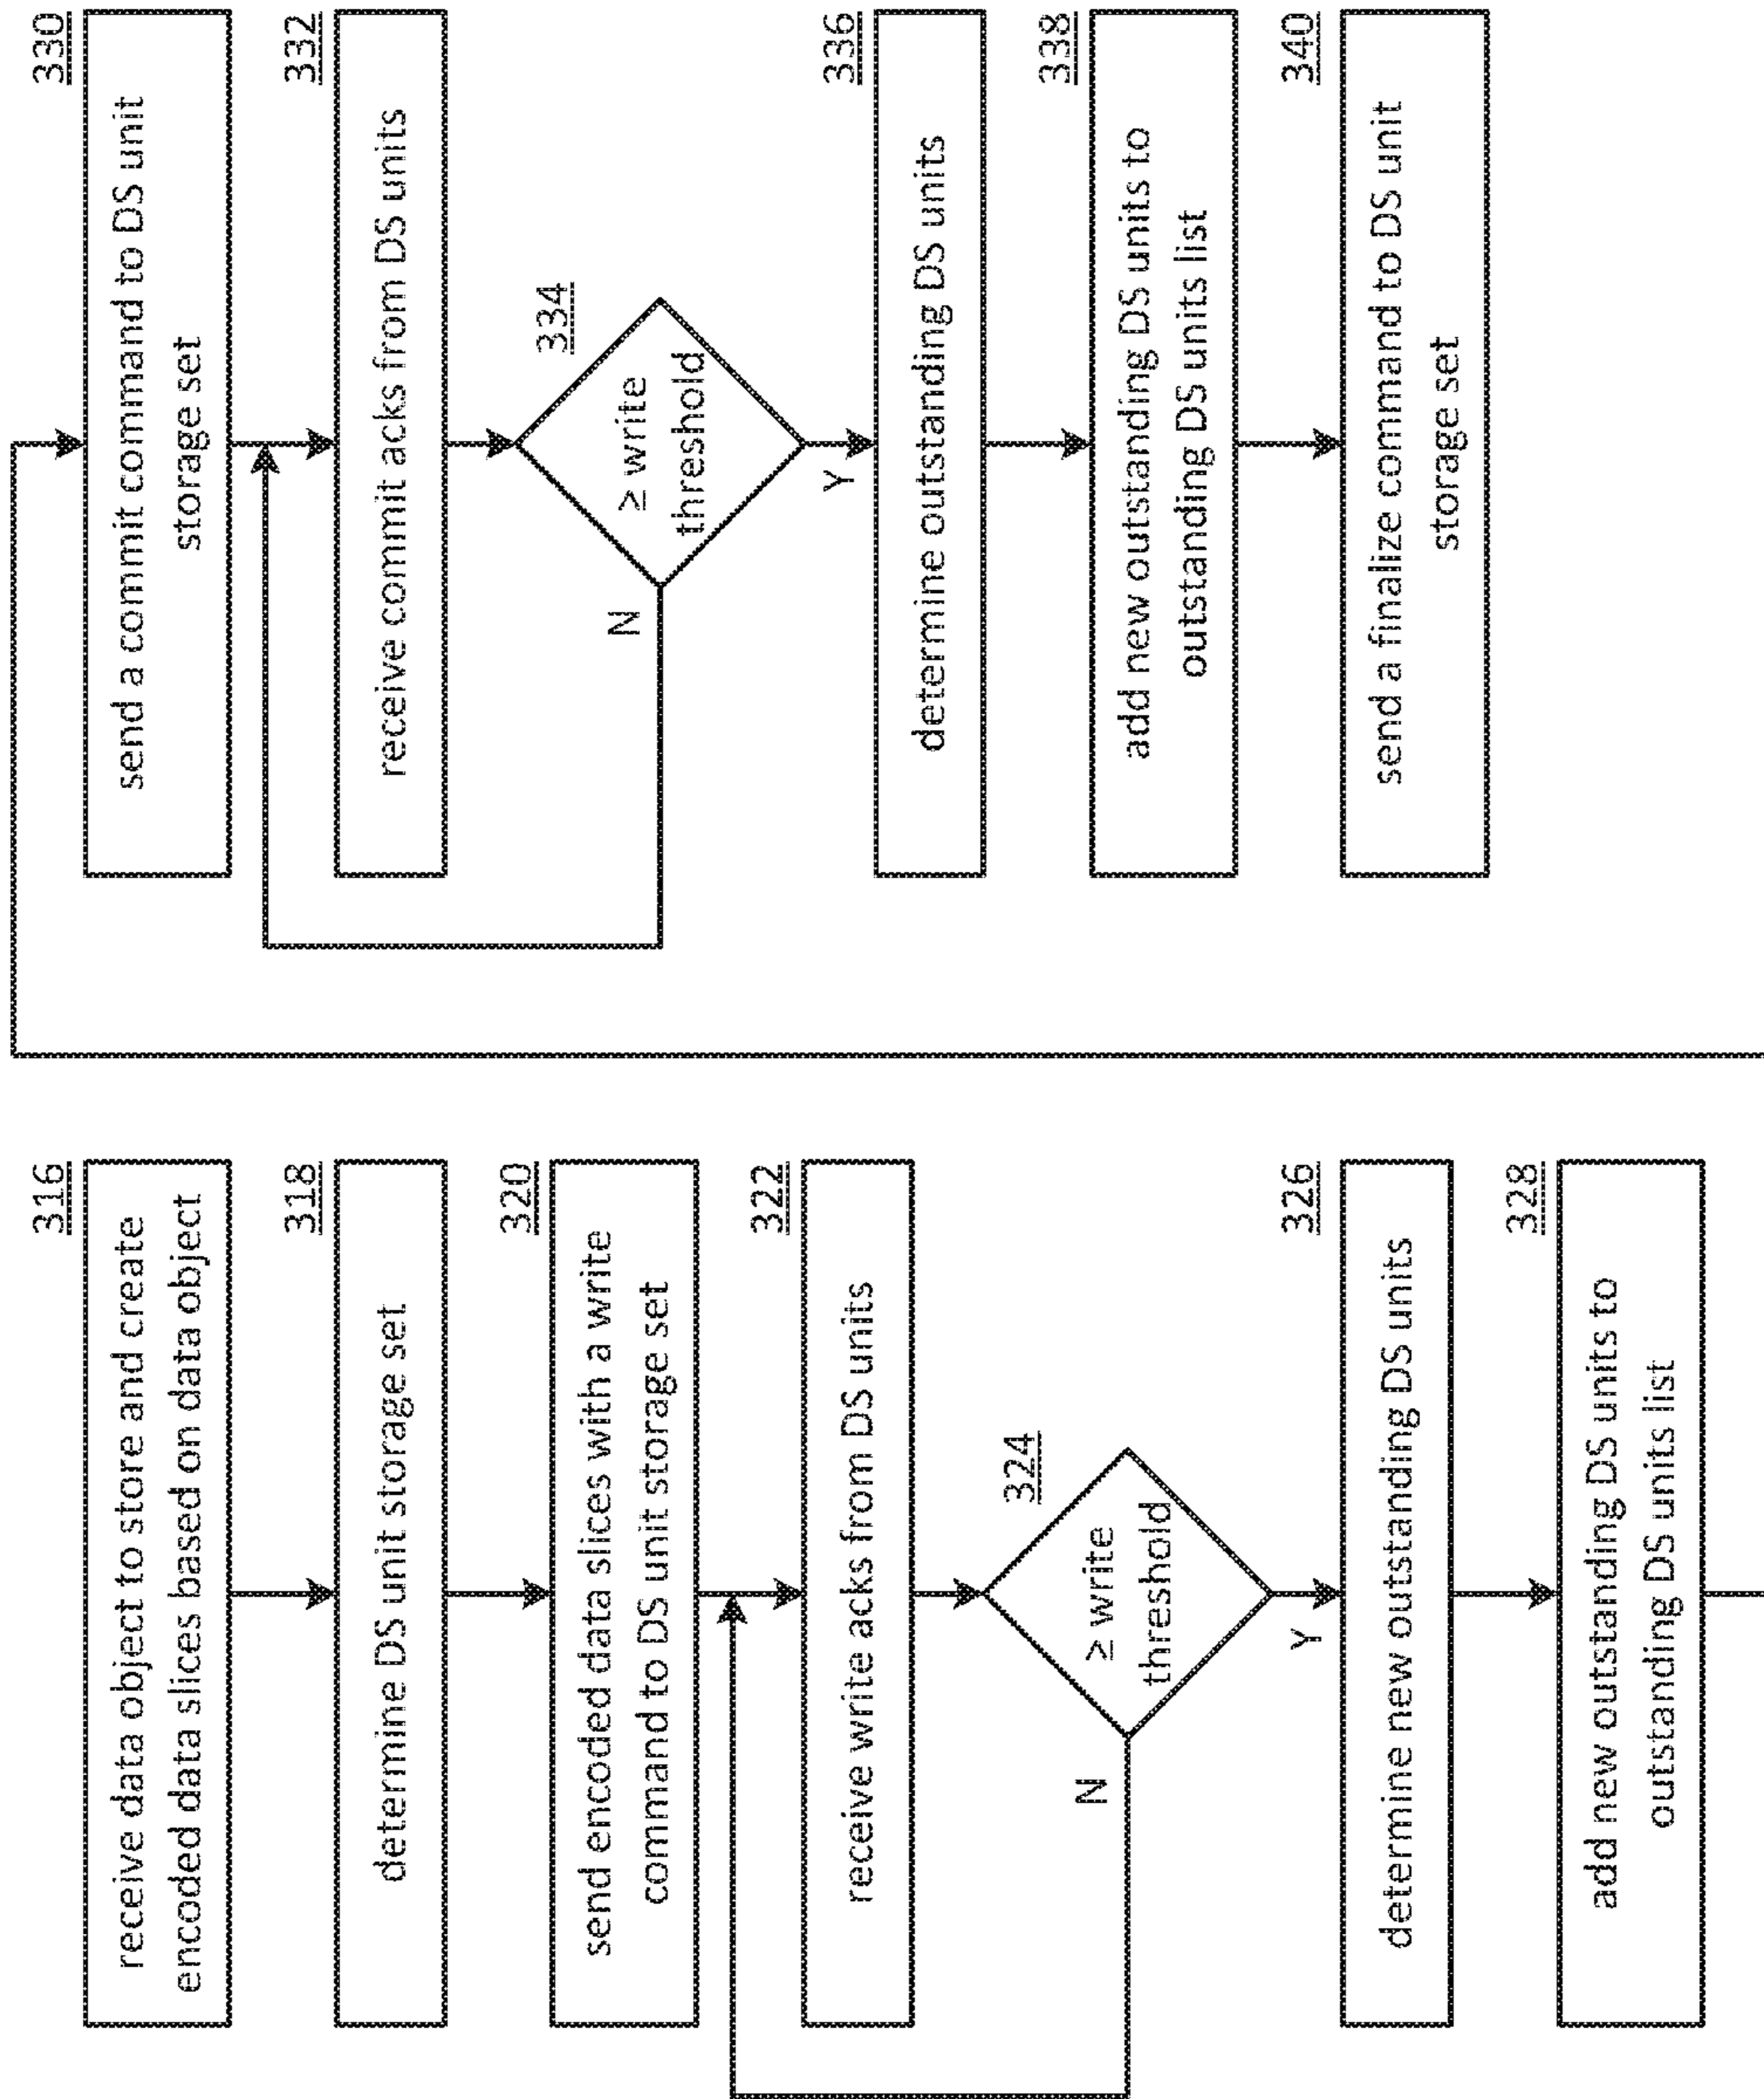 316
receive data object to store and create
encoded data slices based on data object
318
determine DS unit storage set
320
send encoded data slices with a write
command to DS unit storage set
322
receive write acks from DS units
324
≥ write
threshold
N
Y
326
determine new outstanding DS units
328
add new outstanding DS units to
outstanding DS units list
330
send a commit command to DS unit
storage set
332
receive commit acks from DS units
334
≥ write
threshold
N
Y
336
determine outstanding DS units
338
add new outstanding DS units to
outstanding DS units list
340
send a finalize command to DS unit
storage set